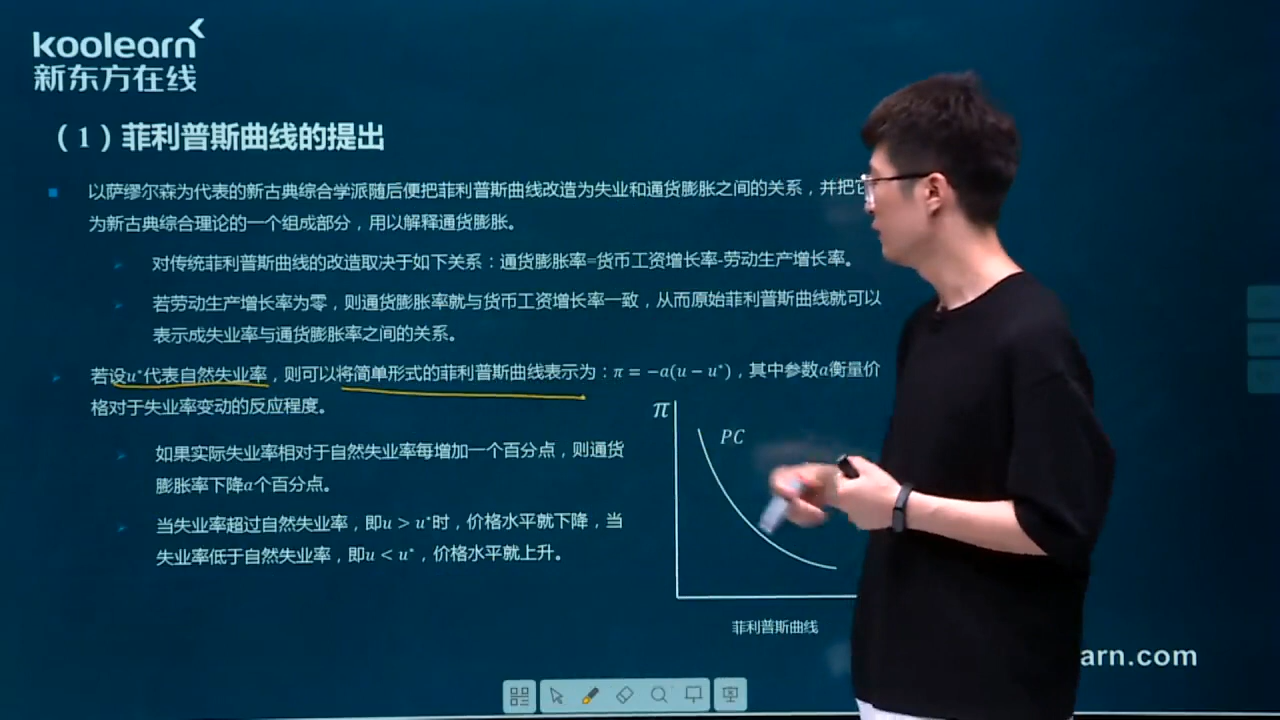 koolearn
新东方在线
（1）菲利普斯曲线的提出
以萨缪尔森为代表的新古典综合学派随后便把菲利普斯曲线改造为失业和通货膨胀之间的关系，并把
为新古典综合理论的一个组成部分，用以解释通货膨胀。
对传统菲利普斯曲线的改造取决于如下关系：通货膨胀率=货币工资增长率-劳动生产增长率。
若劳动生产增长率为零，则通货膨胀率就与货币工资增长率一致，从而原始菲利普斯曲线就可以
表示成失业率与通货膨胀率之间的关系。
若设u*代表自然失业率，则可以将简单形式的菲利普斯曲线表示为：π = −a(u − u*)，其中参数a衡量价
格对于失业率变动的反应程度。
如果实际失业率相对于自然失业率每增加一个百分点，则通货
膨胀率下降a个百分点。
当失业率超过自然失业率，即u > u*时，价格水平就下降，当
失业率低于自然失业率，即u < u*，价格水平就上升。
π
PC
菲利普斯曲线
arn.com